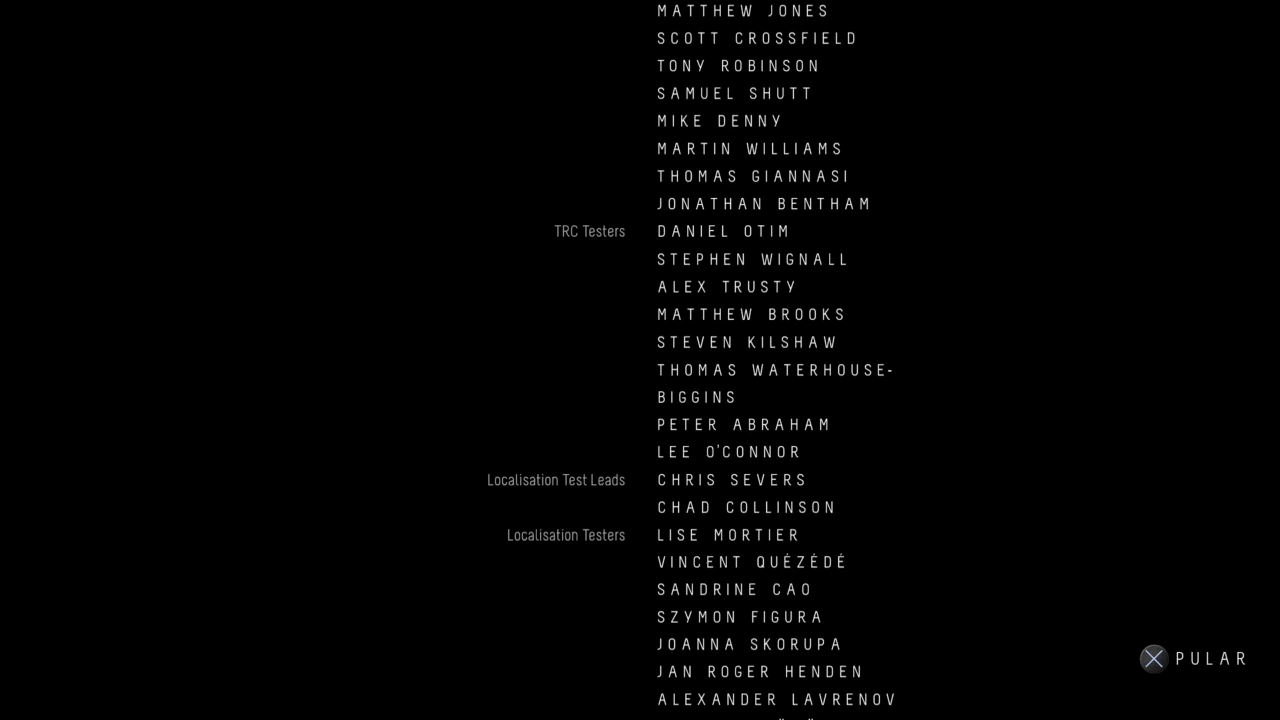 MATTHEW JONES
SCOTT CROSSFIELD
TONY ROBINSON
SAMUEL SHUTT
MIKE DENNY
MARTIN WILLIAMS
THOMAS GIANNASI
JONATHAN BENTHAM
TRC Testers DANIEL OTIM
STEPHEN WIGNALL
ALEX TRUSTY
MATTHEW BROOKS
STEVEN KILSHAW
THOMAS WATERHOUSE-
BIGGINS
PETER ABRAHAM
LEE O'CONNOR
Localisation Test Leads CHRIS SEVERS
CHAD COLLINSON
Localisation Testers LISE MORTIER
VINCENT QUÉZÉDÉ
SANDRINE CAO
SZYMON FIGURA
JOANNA SKORUPA
JAN ROGER HENDEN
ALEXANDER LAVRENOV
PULAR